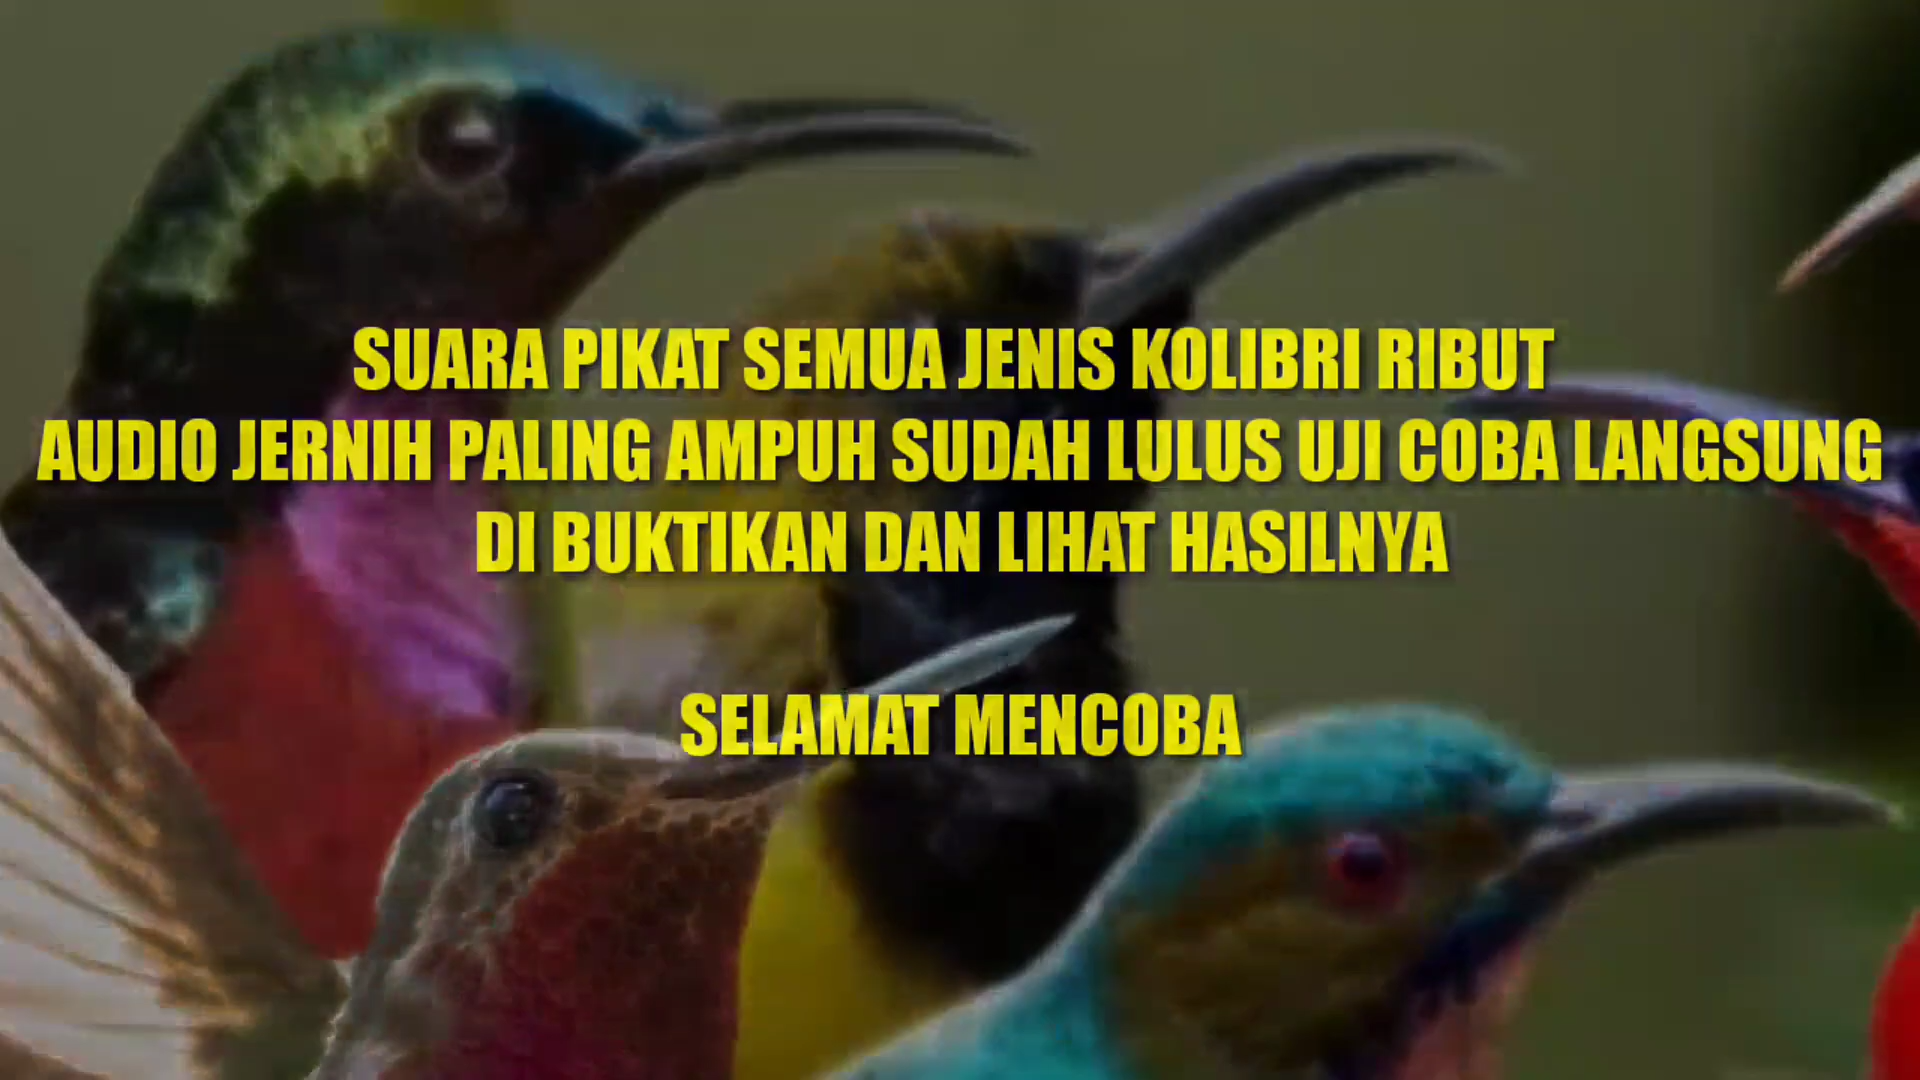 SUARA PIKAT SEMUA JENIS KOLIBRI RIBUT
AUDIO JERNIH PALING AMPUH SUDAH LULUS UJI COBA LANGSUNG
DI BUKTIKAN DAN LIHAT HASILNYA
SELAMAT MENCOBA